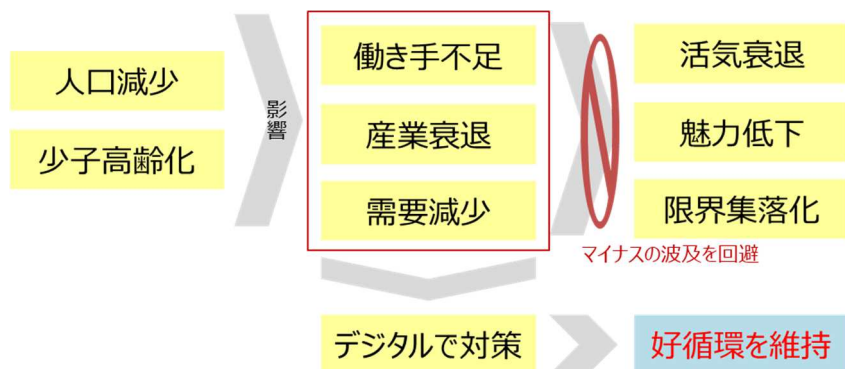 人口減少
少子高齢化
影響
働き手不足
産業衰退
需要減少
活気衰退
魅力低下
限界集落化
マイナスの波及を回避
デジタルで対策
好循環を維持